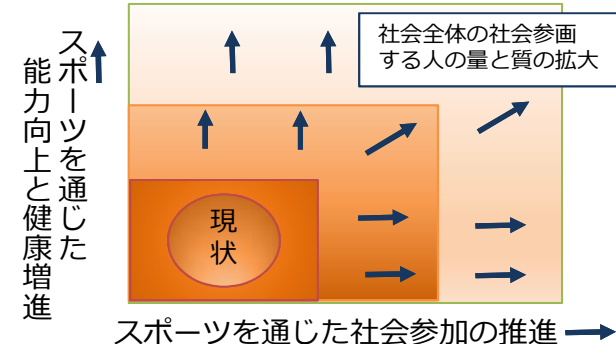 社会全体の社会参画
する人の量と質の拡大
スポーツを通じた
能力向上と健康増進
現
状
スポーツを通じた社会参加の推進